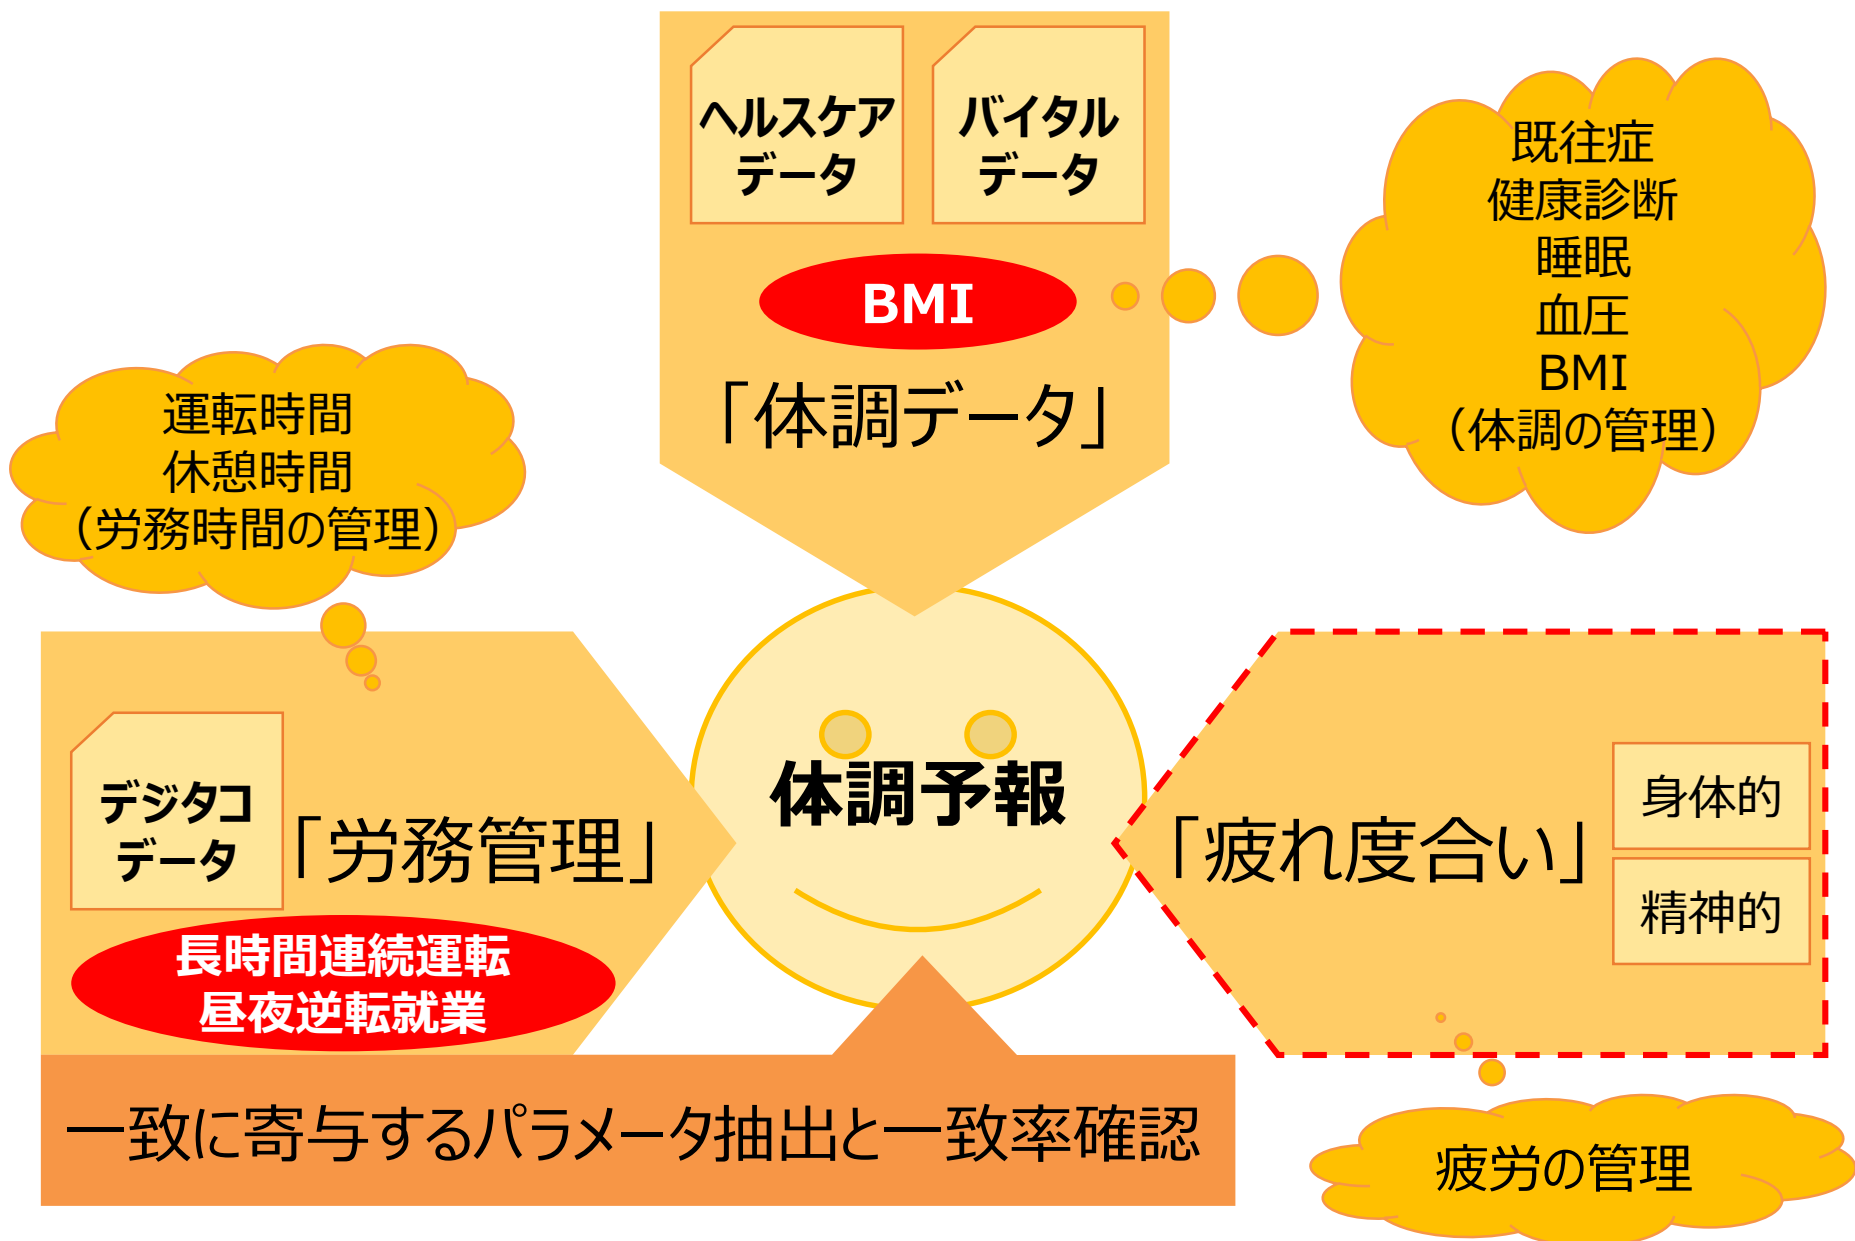 ヘルスケア
データ
バイタル
データ
BMI
「体調データ」
既往症
健康診断
睡眠
血圧
BMI
（体調の管理）
運転時間
休憩時間
（労務時間の管理）
デジタコ
データ
「労務管理」
長時間連続運転
昼夜逆転就業
体調予報
「疲れ度合い」
身体的
精神的
一致に寄与するパラメータ抽出と一致率確認
疲労の管理